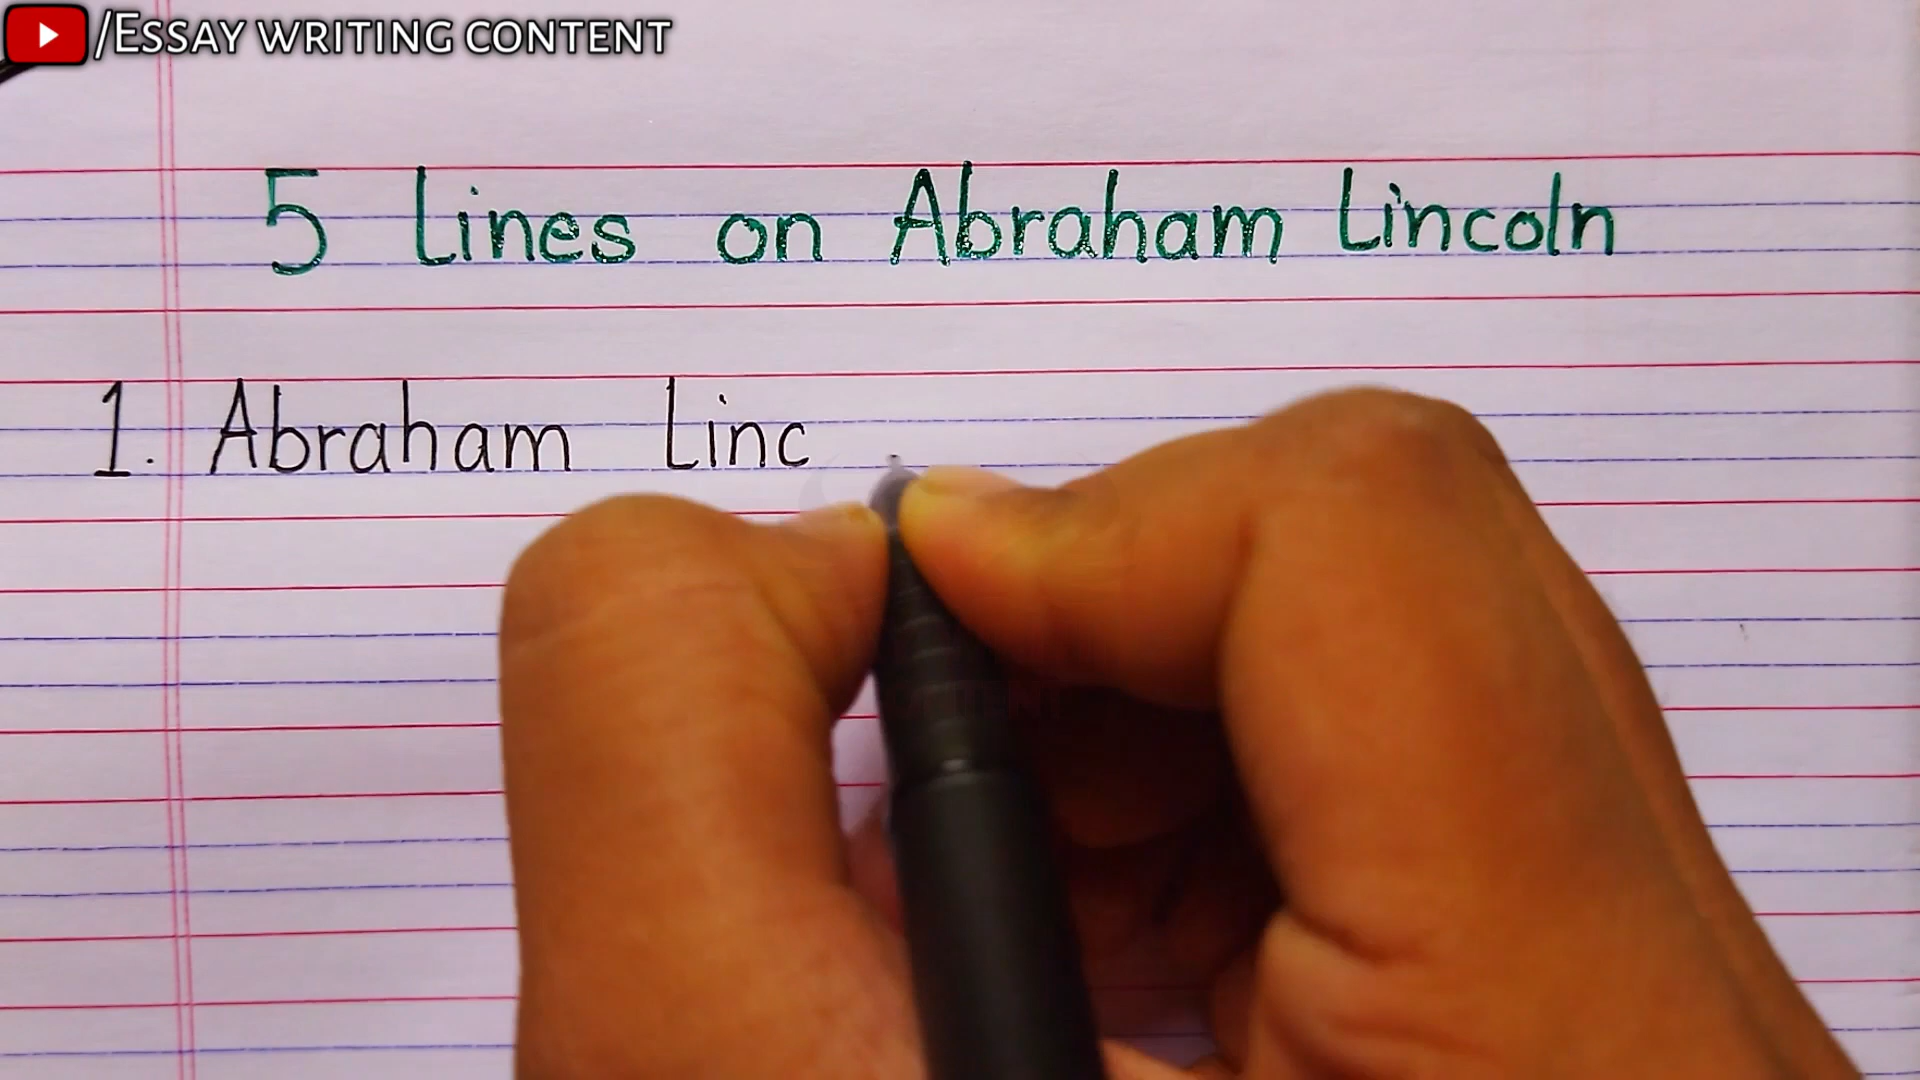 /ESSAY WRITING CONTENT
5 Lines on Abraham Lincoln
1. Abraham Linc